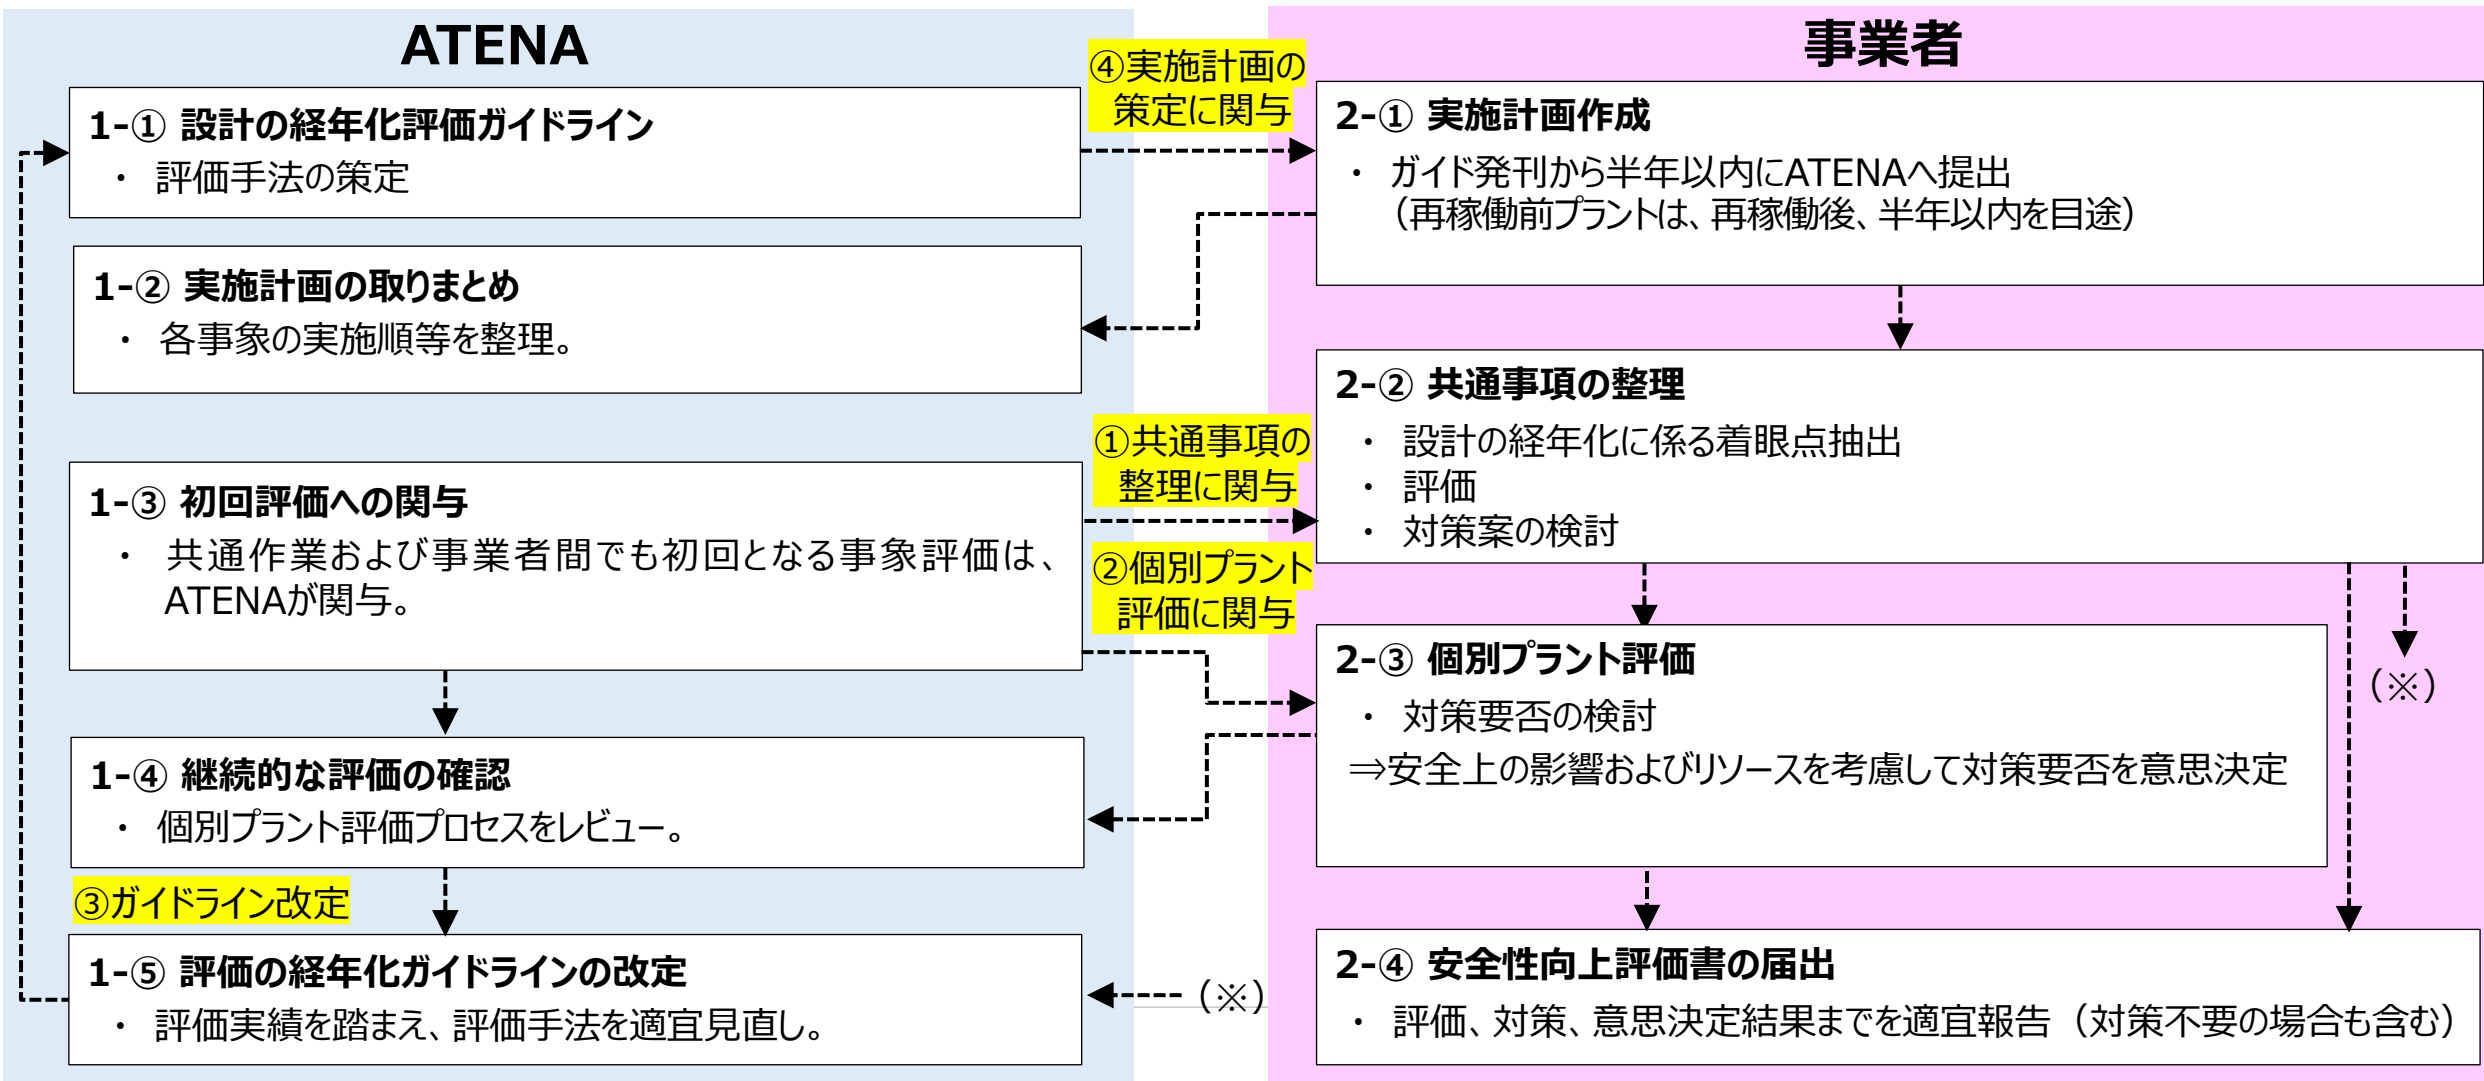 ATENA
1-① 設計の経年化評価ガイドライン
・ 評価手法の策定
1-② 実施計画の取りまとめ
・ 各事象の実施順等を整理。
1-③ 初回評価への関与
・ 共通作業および事業者間でも初回となる事象評価は、
ATENAが関与。
1-④ 継続的な評価の確認
・ 個別プラント評価プロセスをレビュー。
③ガイドライン改定
1-⑤ 評価の経年化ガイドラインの改定
・ 評価実績を踏まえ、評価手法を適宜見直し。
④実施計画の
策定に関与
①共通事項の
整理に関与
②個別プラント
評価に関与
（※）
事業者
2-① 実施計画作成
・ ガイド発刊から半年以内にATENAへ提出
（再稼働前プラントは、再稼働後、半年以内を目途）
2-② 共通事項の整理
・ 設計の経年化に係る着眼点抽出
・ 評価
・ 対策案の検討
2-③ 個別プラント評価
・ 対策要否の検討
⇒安全上の影響およびリソースを考慮して対策要否を意思決定
（※）
2-④ 安全性向上評価書の届出
・ 評価、対策、意思決定結果までを適宜報告（対策不要の場合も含む）